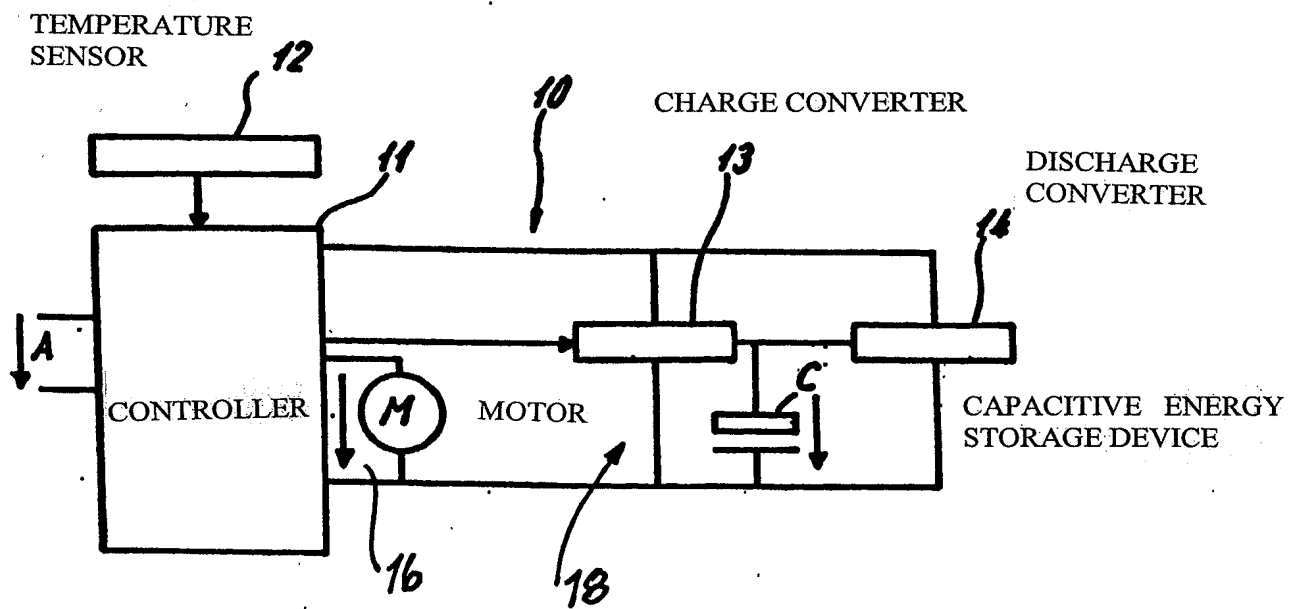 TEMPERATURE
SENSOR
12
10
CHARGE CONVERTER
11
13
DISCHARGE
CONVERTER
14
A
C
CONTROLLER
M
MOTOR
CAPACITIVE ENERGY
STORAGE DEVICE
16
18